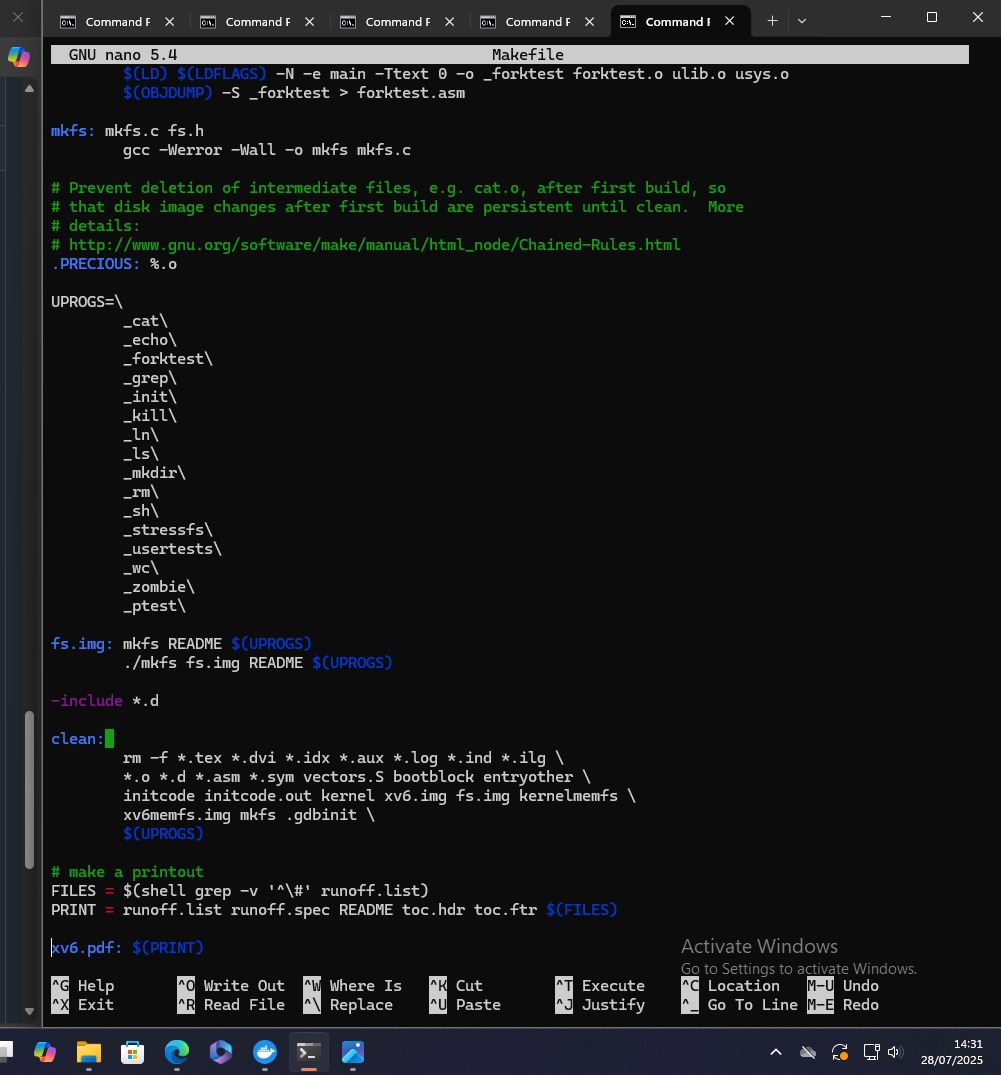 Command F Command F Command F Command F Command F
GNU nano 5.4 Makefile
$(LD) $(LDFLAGS) -N -e main -Ttext 0 -o _forktest forktest.o ulib.o usys.o
$(OBJDUMP) -S _forktest > forktest.asm
mkfs: mkfs.c fs.h
gcc -Werror -Wall -o mkfs mkfs.c
# Prevent deletion of intermediate files, e.g. cat.o, after first build, so
# that disk image changes after first build are persistent until clean.  More
# details:
# http://www.gnu.org/software/make/manual/html_node/Chained-Rules.html
.PRECIOUS: %.o
UPROGS=\
_cat\
_echo\
_forktest\
_grep\
_init\
_kill\
_ln\
_ls\
_mkdir\
_rm\
_sh\
_stressfs\
_usertests\
_wc\
_zombie\
_ptest\
fs.img: mkfs README $(UPROGS)
./mkfs fs.img README $(UPROGS)
-include *.d
clean:
rm -f *.tex *.dvi *.idx *.aux *.log *.ind *.ilg \
*.o *.d *.asm *.sym vectors.S bootblock entryother \
initcode initcode.out kernel xv6.img fs.img kernelmemfs \
xv6memfs.img mkfs .gdbinit \
$(UPROGS)
# make a printout
FILES = $(shell grep -v '^\#' runoff.list)
PRINT = runoff.list runoff.spec README toc.hdr toc.ftr $(FILES)
xv6.pdf: $(PRINT)
Activate Windows
Go to Settings to activate Windows.
^G Help ^O Write Out ^W Where Is ^K Cut ^T Execute ^C Location M-U Undo
^X Exit ^R Read File ^\ Replace ^U Paste ^J Justify ^_ Go To Line M-E Redo
14:31
28/07/2025